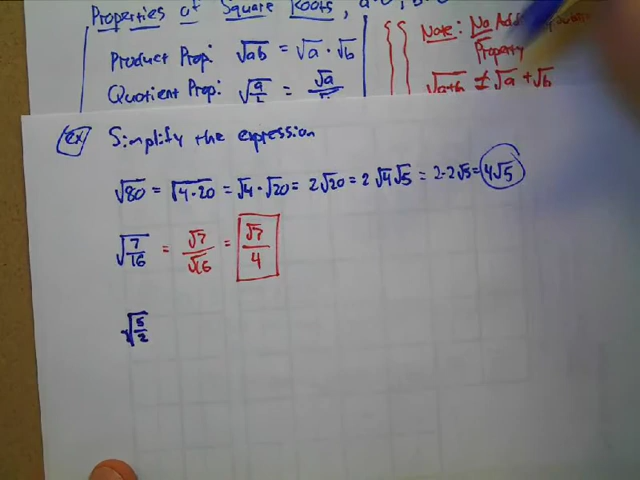 Properties of Square Roots, a>0, b>0
Product Prop: √ab = √a · √b
Quotient Prop: √a/b = √a/√b
Note: No Add
Property
√a+b ≠ √a + √b
ex) Simplify the expression
√80 = √4·20 = √4 · √20 = 2√20 = 2√4√5 = 2·2√5 = 4√5
√7/16 = √7/√16 = √7/4
√5/2